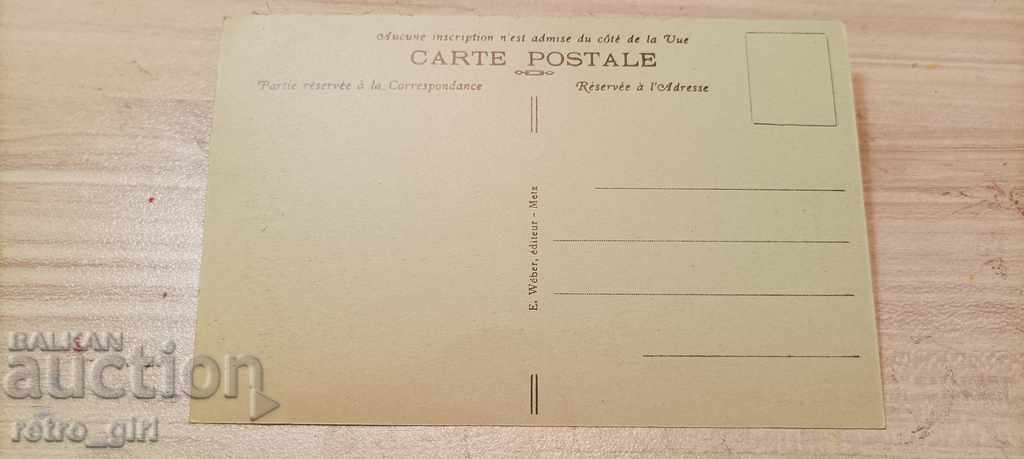 Aucune inscription n'est admise du côté de la Vue
CARTE POSTALE
Partie réservée à la Correspondance
Réservée à l'Adresse
E. Wéber, éditeur - Metz
BALKAN
auction
retro_girl